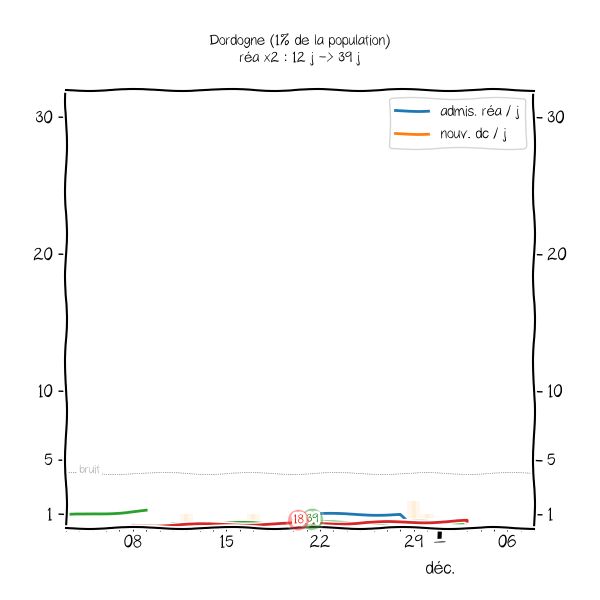 Dordogne (1% de la population)
réa x2 : 12 j -> 39 j
admis. réa / j
nouv. dc / j
30
30
20
20
10
10
5
5
bruit
1
1
18
39
08
15
22
29
06
déc.